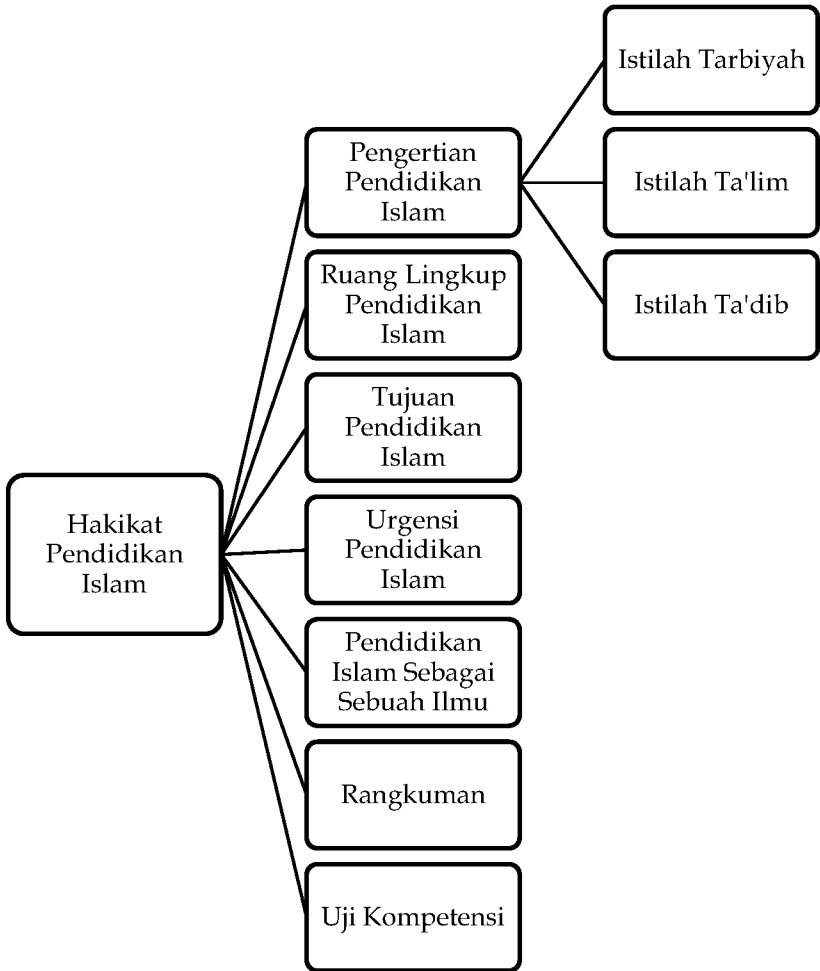 Hakikat
Pendidikan
Islam
Pengertian
Pendidikan
Islam
Istilah Tarbiyah
Istilah Ta'lim
Istilah Ta'dib
Ruang Lingkup
Pendidikan
Islam
Tujuan
Pendidikan
Islam
Urgensi
Pendidikan
Islam
Pendidikan
Islam Sebagai
Sebuah Ilmu
Rangkuman
Uji Kompetensi